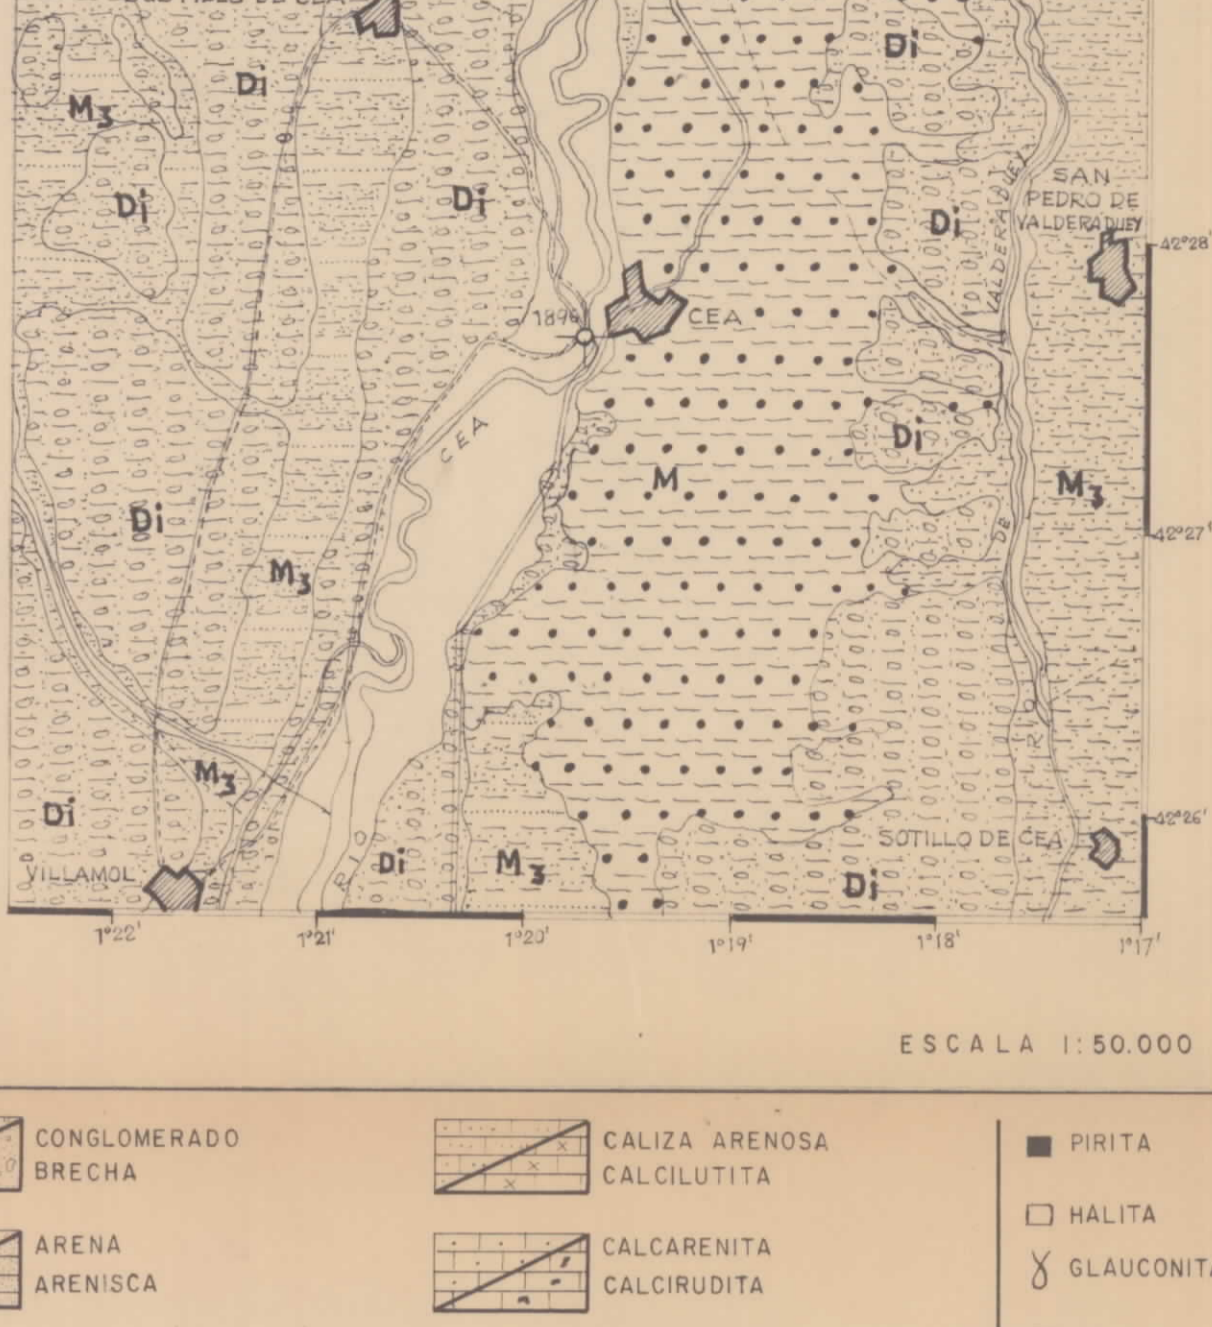 Di
Di
M3
Di
Di
Di
SAN
PEDRO DE
VALDERADUEY
42°28'
VALDERADUEY
CEA
CEA
Di
M
M3
Di
42°27'
DE
M3
M3
Di
RIO
42°26'
SOTILLO DE CEA
VILLAMOL
RIO
Di
M3
Di
1°22'
1°21'
1°20'
1°19'
1°18'
1°17'
ESCALA 1:50.000
CONGLOMERADO
BRECHA
CALIZA ARENOSA
CALCILUTITA
PIRITA
HALITA
ARENA
ARENISCA
CALCARENITA
CALCIRUDITA
GLAUCONITA